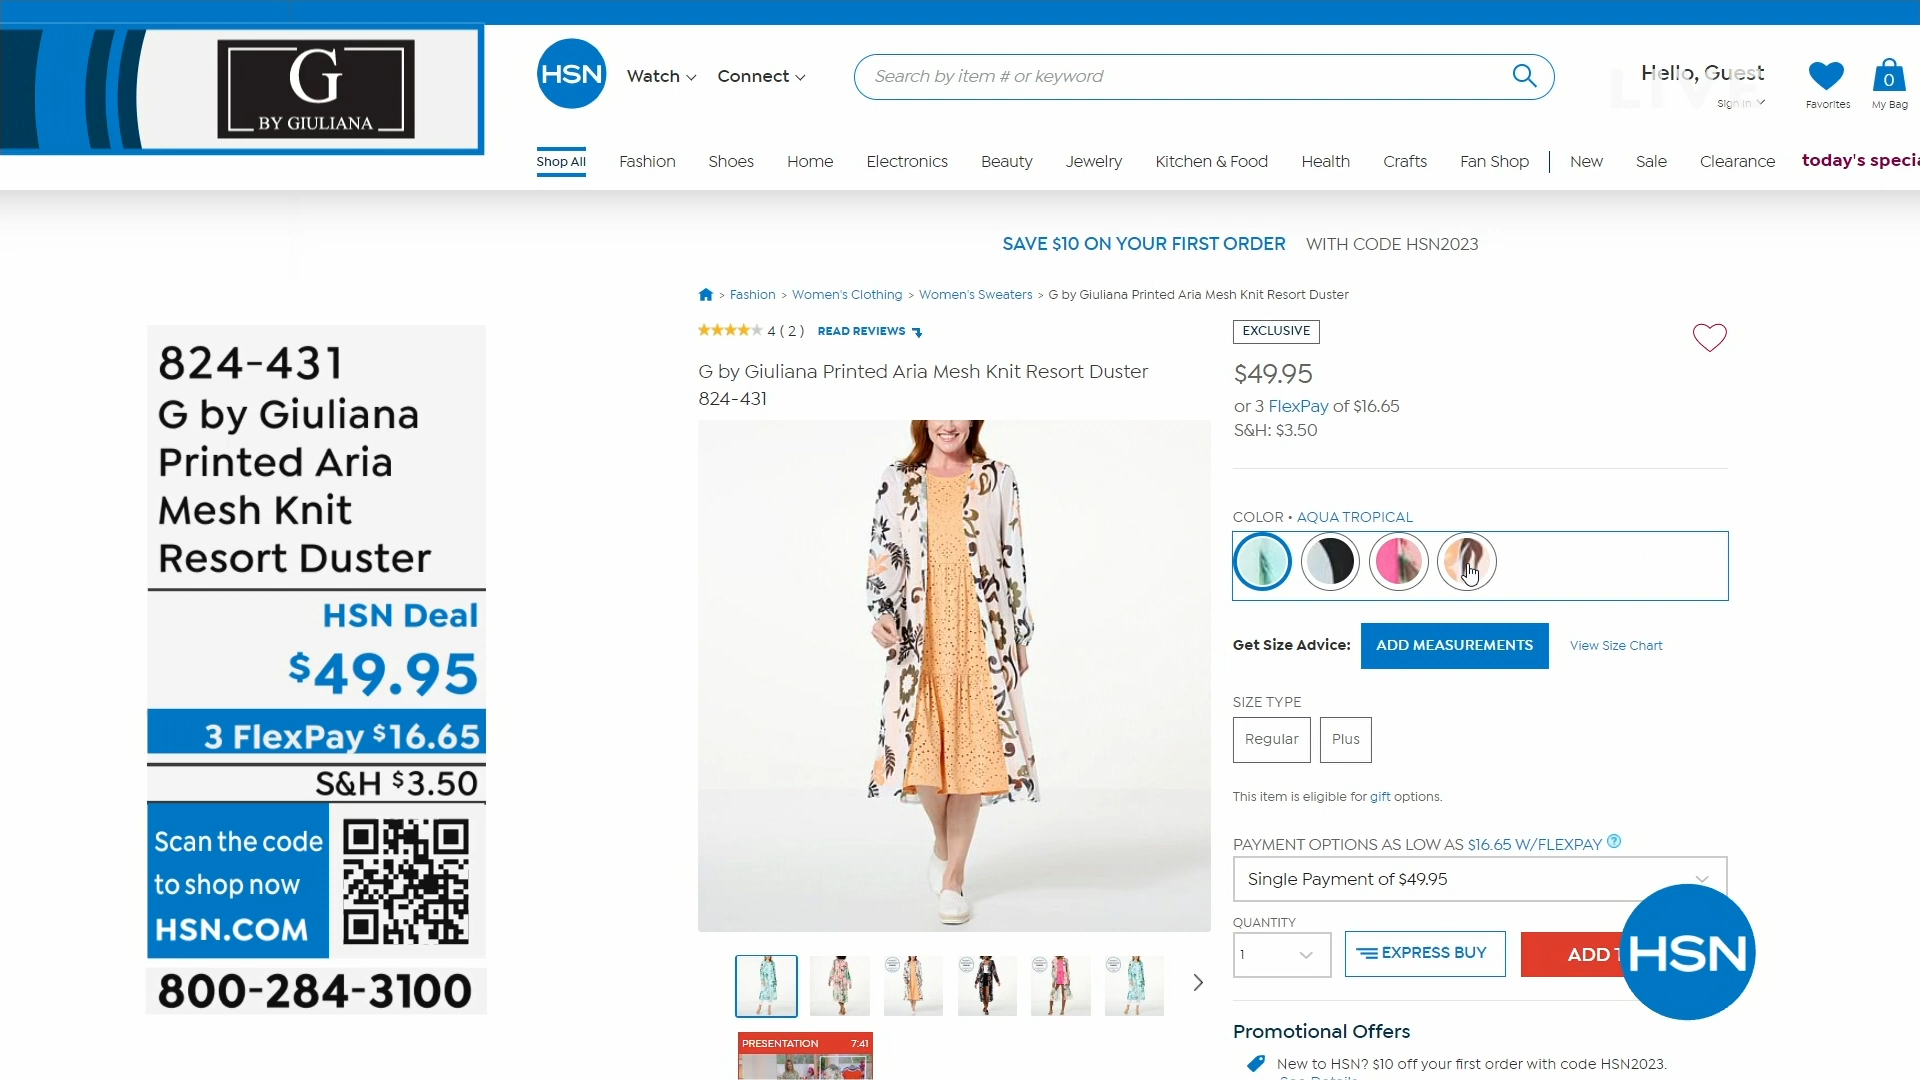 G
BY GIULIANA
HSN
Watch
Connect
Search by item # or keyword
Hello, Guest
Sign in
LIVE
Favorites
0
My Bag
Shop All
Fashion
Shoes
Home
Electronics
Beauty
Jewelry
Kitchen & Food
Health
Crafts
Fan Shop
New
Sale
Clearance
today's specia
SAVE $10 ON YOUR FIRST ORDER WITH CODE HSN2023
> Fashion > Women's Clothing > Women's Sweaters > G by Giuliana Printed Aria Mesh Knit Resort Duster
4 ( 2 ) READ REVIEWS
G by Giuliana Printed Aria Mesh Knit Resort Duster
824-431
EXCLUSIVE
$49.95
or 3 FlexPay of $16.65
S&H: $3.50
COLOR • AQUA TROPICAL
Get Size Advice:
ADD MEASUREMENTS
View Size Chart
SIZE TYPE
Regular
Plus
This item is eligible for gift options.
PAYMENT OPTIONS AS LOW AS $16.65 W/FLEXPAY ?
Single Payment of $49.95
QUANTITY
1
EXPRESS BUY
ADD T
HSN
Promotional Offers
New to HSN? $10 off your first order with code HSN2023.
PRESENTATION 7:41
824-431
G by Giuliana
Printed Aria
Mesh Knit
Resort Duster
HSN Deal
$49.95
3 FlexPay $16.65
S&H $3.50
Scan the code
to shop now
HSN.COM
800-284-3100